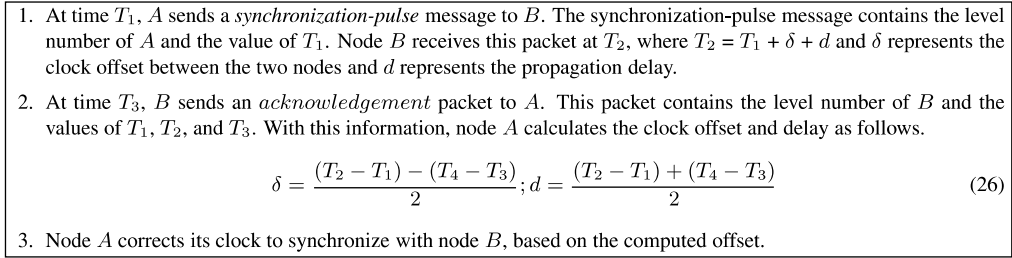 1. At time T₁, A sends a synchronization-pulse message to B. The synchronization-pulse message contains the level
number of A and the value of T₁. Node B receives this packet at T₂, where T₂ = T₁ + δ + d and δ represents the
clock offset between the two nodes and d represents the propagation delay.
2. At time T₃, B sends an acknowledgement packet to A. This packet contains the level number of B and the
values of T₁, T₂, and T₃. With this information, node A calculates the clock offset and delay as follows.
δ = \frac{(T₂ − T₁) − (T₄ − T₃)}{2}; d = \frac{(T₂ − T₁) + (T₄ − T₃)}{2} (26)
3. Node A corrects its clock to synchronize with node B, based on the computed offset.